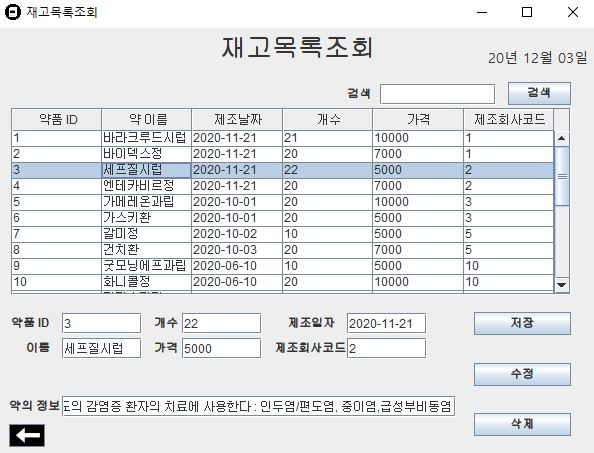 재고목록조회
재고목록조회
20년 12월 03일
검색 검색
약품 ID 약 이름 제조날짜 개수 가격 제조회사코드
1 바라크루드시럽 2020-11-21 21 10000 1
2 바이덱스정 2020-11-21 20 7000 1
3 세프질시럽 2020-11-21 22 5000 2
4 엔테카비르정 2020-11-21 20 7000 2
5 가메레온과립 2020-10-01 20 10000 3
6 가스키환 2020-10-01 20 5000 3
7 갈미정 2020-10-02 10 5000 5
8 건치환 2020-10-03 20 7000 5
9 굿모닝에프과립 2020-06-10 10 5000 10
10 화니콜정 2020-06-10 20 10000 10
약품 ID 3 개수 22 제조일자 2020-11-21 저장
이름 세프질시럽 가격 5000 제조회사코드 2
수정
약의 정보 도의 감염증 환자의 치료에 사용한다 : 인두염/편도염, 중이염,급성부비동염
삭제